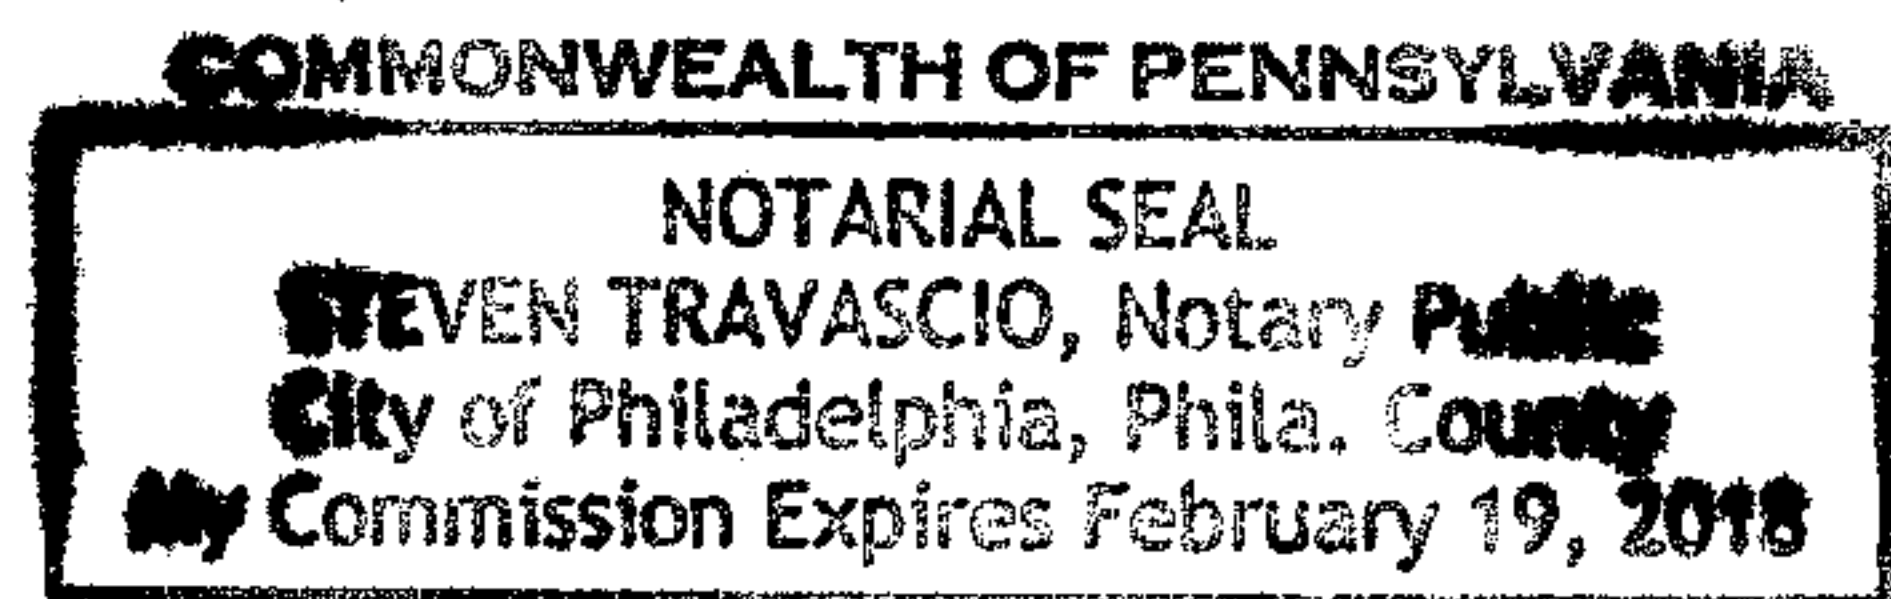 COMMONWEALTH OF PENNSYLVANIA
NOTARIAL SEAL
STEVEN TRAVASCIO, Notary Public
City of Philadelphia, Phila. County
My Commission Expires February 19, 2018